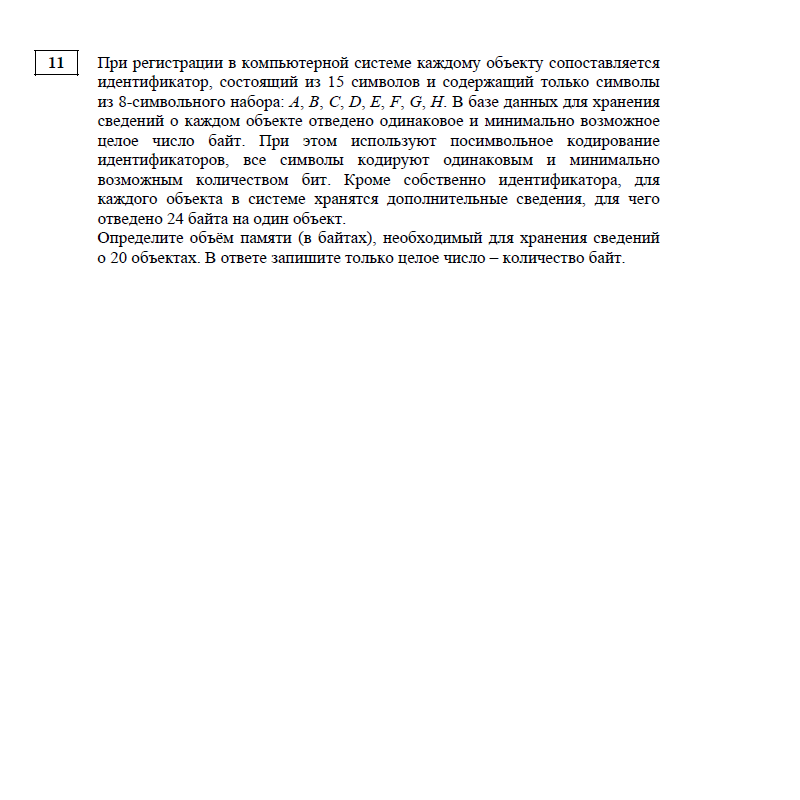 11
При регистрации в компьютерной системе каждому объекту сопоставляется
идентификатор, состоящий из 15 символов и содержащий только символы
из 8-символьного набора: A, B, C, D, E, F, G, H. В базе данных для хранения
сведений о каждом объекте отведено одинаковое и минимально возможное
целое число байт. При этом используют посимвольное кодирование
идентификаторов, все символы кодируют одинаковым и минимально
возможным количеством бит. Кроме собственно идентификатора, для
каждого объекта в системе хранятся дополнительные сведения, для чего
отведено 24 байта на один объект.
Определите объём памяти (в байтах), необходимый для хранения сведений
о 20 объектах. В ответе запишите только целое число – количество байт.